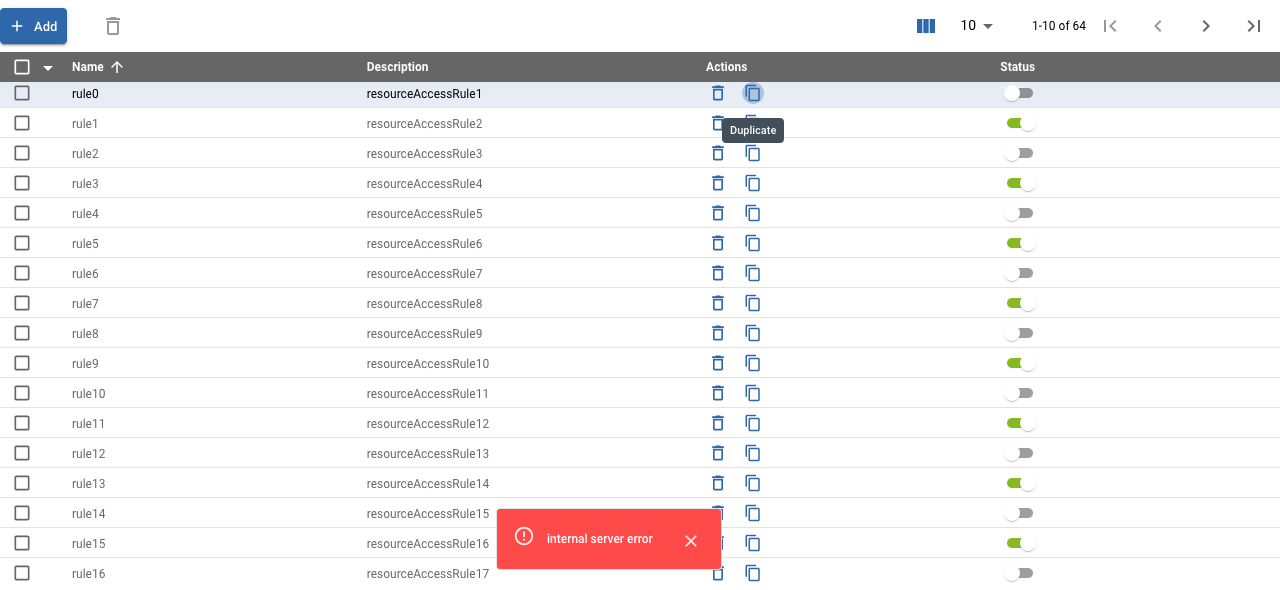 Add
10
1-10 of 64
Name Description Actions Status
rule0 resourceAccessRule1
rule1 resourceAccessRule2
Duplicate
rule2 resourceAccessRule3
rule3 resourceAccessRule4
rule4 resourceAccessRule5
rule5 resourceAccessRule6
rule6 resourceAccessRule7
rule7 resourceAccessRule8
rule8 resourceAccessRule9
rule9 resourceAccessRule10
rule10 resourceAccessRule11
rule11 resourceAccessRule12
rule12 resourceAccessRule13
rule13 resourceAccessRule14
rule14 resourceAccessRule15
internal server error
rule15 resourceAccessRule16
rule16 resourceAccessRule17